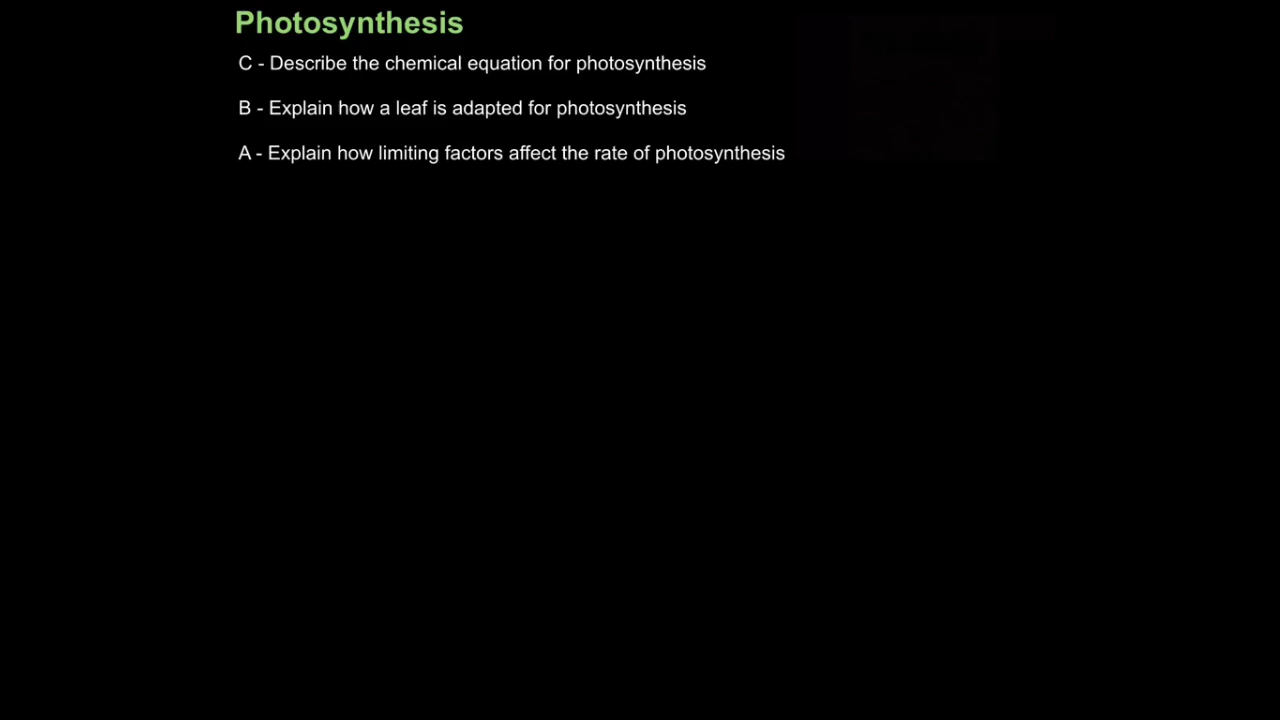 Photosynthesis
C - Describe the chemical equation for photosynthesis
B - Explain how a leaf is adapted for photosynthesis
A - Explain how limiting factors affect the rate of photosynthesis